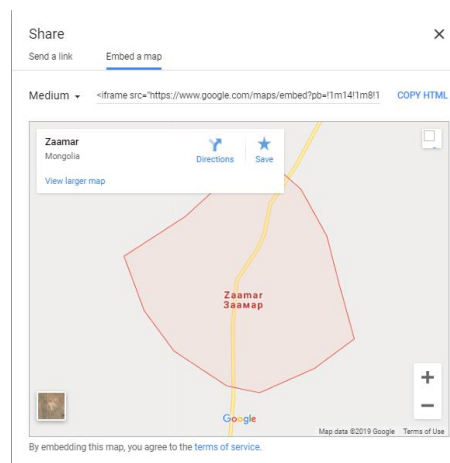 Share
Send a link Embed a map
Medium <iframe src="https://www.google.com/maps/embed?pb=!1m14!1m8!1 COPY HTML
Zaamar
Mongolia
Directions Save
View larger map
Zaamar
Заамар
Google
Map data ©2019 Google Terms of Use
By embedding this map, you agree to the terms of service.